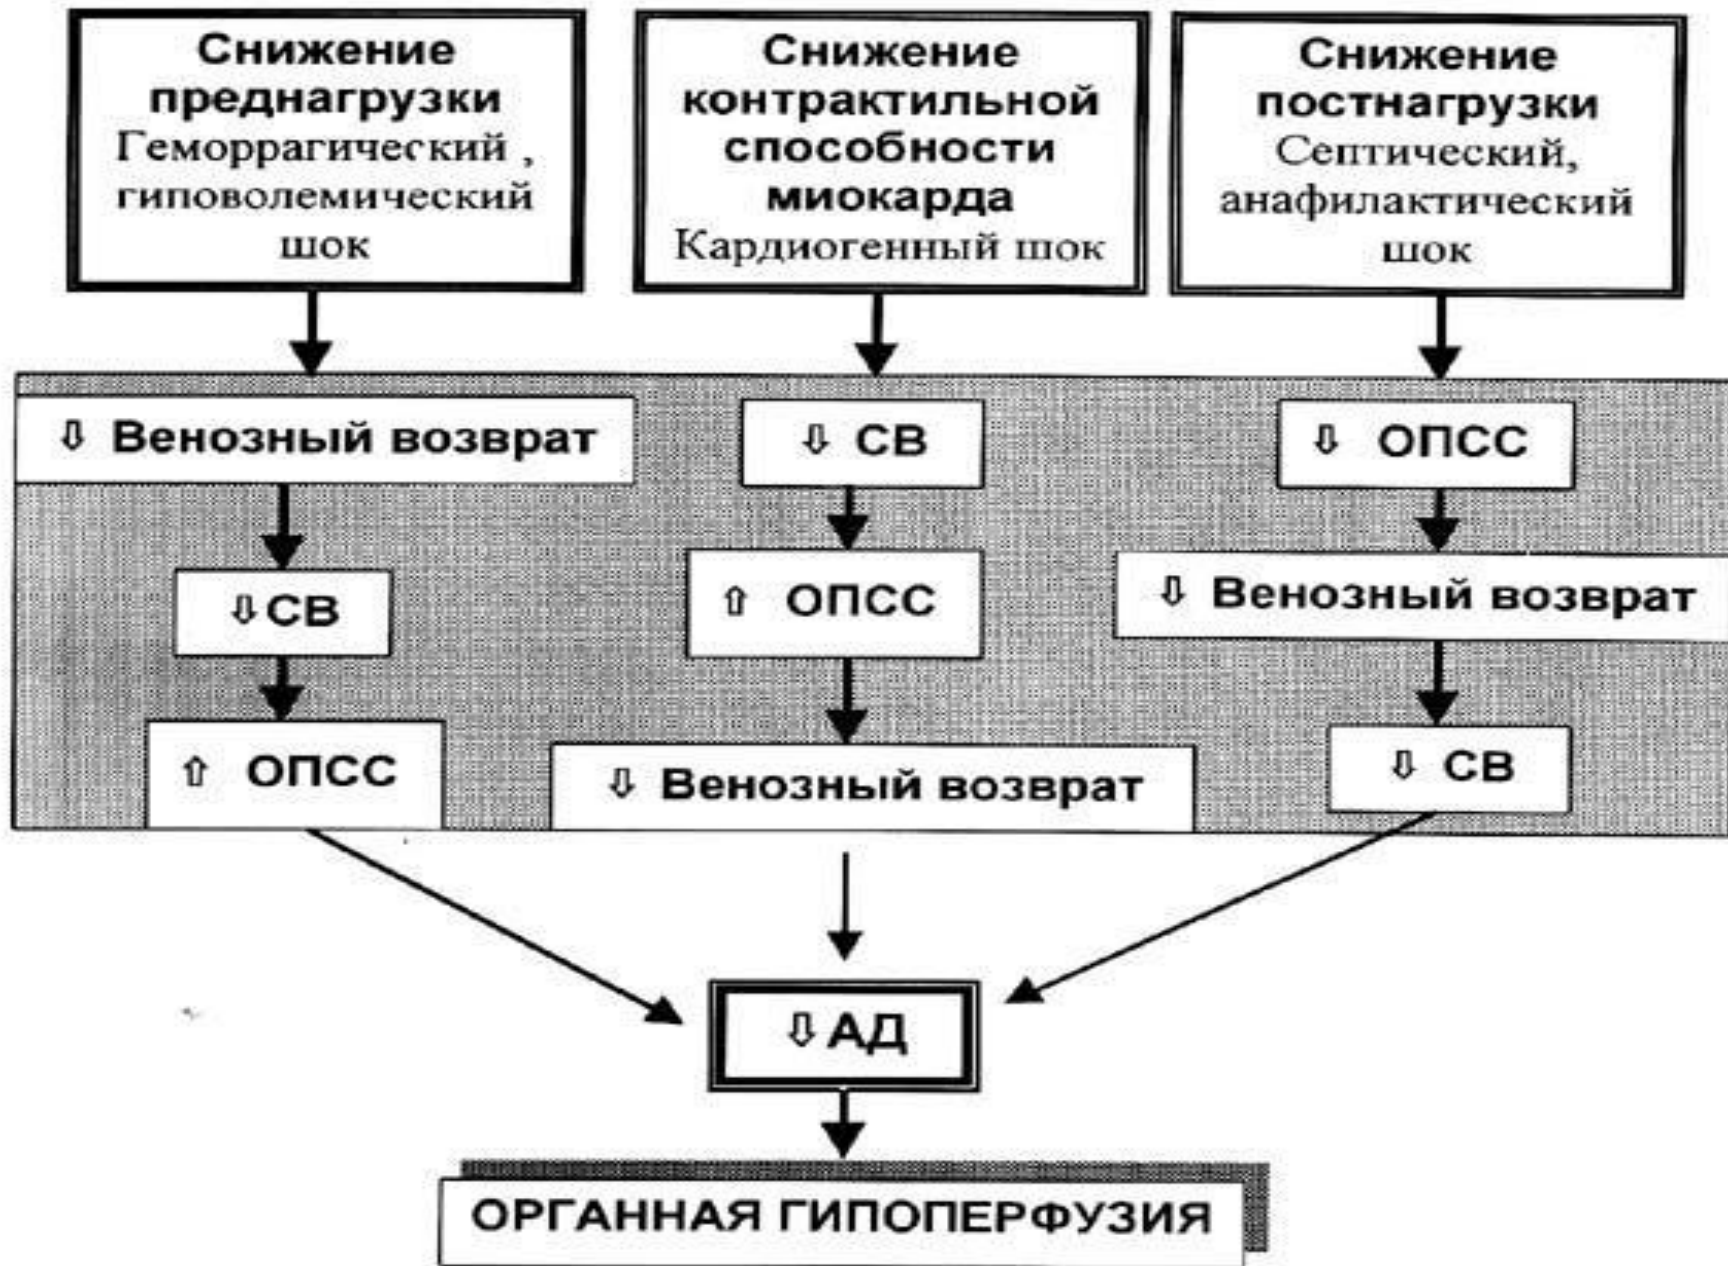 Снижение
преднагрузки
Геморрагический ,
гиповолемический
шок
Снижение
контрактильной
способности
миокарда
Кардиогенный шок
Снижение
постнагрузки
Септический,
анафилактический
шок
⇩ Венозный возврат
⇩ СВ
⇩ ОПСС
⇩СВ
⇧ ОПСС
⇩ Венозный возврат
⇧ ОПСС
⇩ Венозный возврат
⇩ СВ
⇩АД
ОРГАННАЯ ГИПОПЕРФУЗИЯ